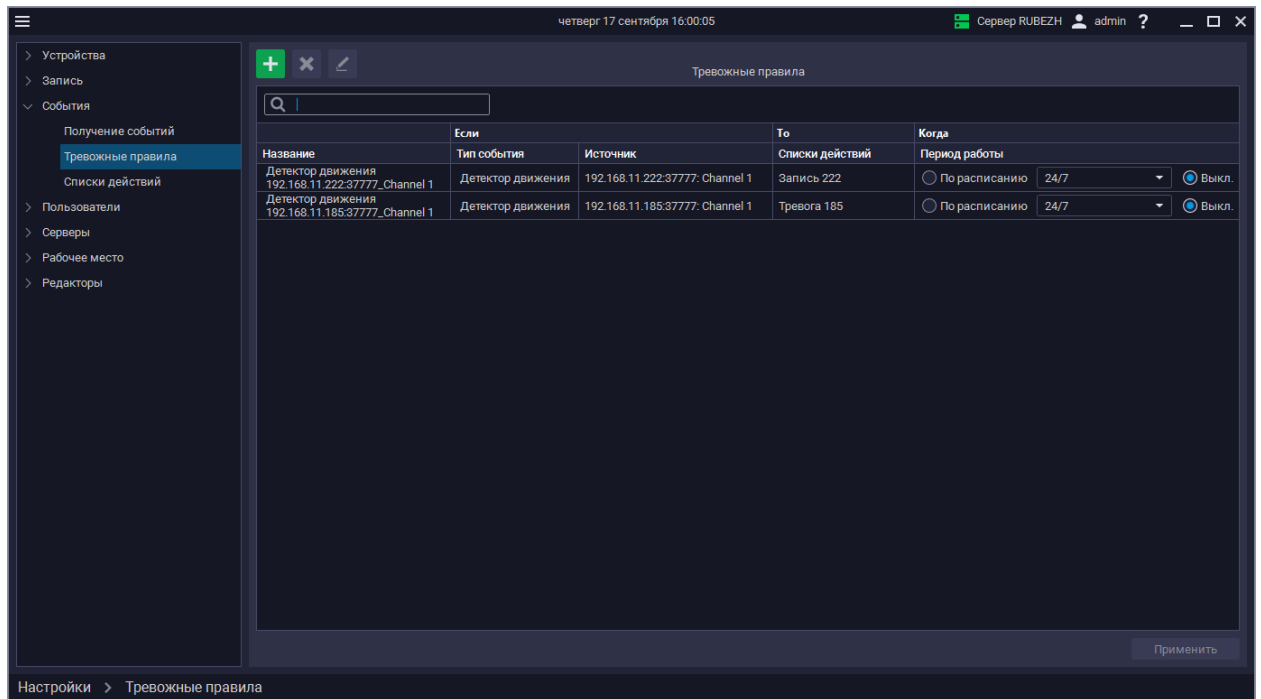 четверг 17 сентября 16:00:05 Сервер RUBEZH admin ?
Устройства
Запись
События
Получение событий
Тревожные правила
Списки действий
Пользователи
Серверы
Рабочее место
Редакторы
Тревожные правила
Если То Когда
Название Тип события Источник Списки действий Период работы
Детектор движения
192.168.11.222:37777_Channel 1 Детектор движения 192.168.11.222:37777: Channel 1 Запись 222 По расписанию 24/7 Выкл.
Детектор движения
192.168.11.185:37777_Channel 1 Детектор движения 192.168.11.185:37777: Channel 1 Тревога 185 По расписанию 24/7 Выкл.
Применить
Настройки > Тревожные правила